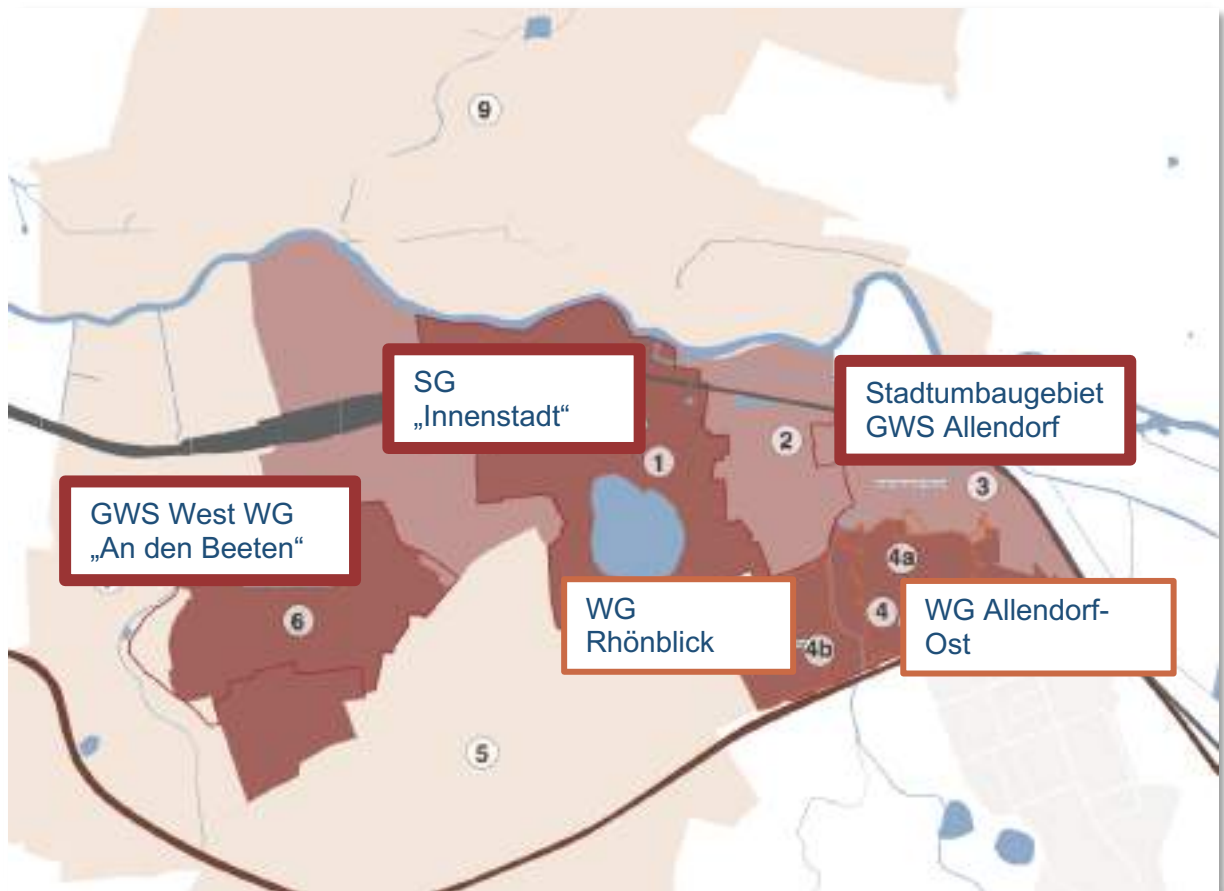 9
SG
„Innenstadt“
Stadtumbaugebiet
GWS Allendorf
2
1
3
GWS West WG
„An den Beeten“
4a
WG
Rhönblick
4
WG Allendorf-
Ost
6
4b
5